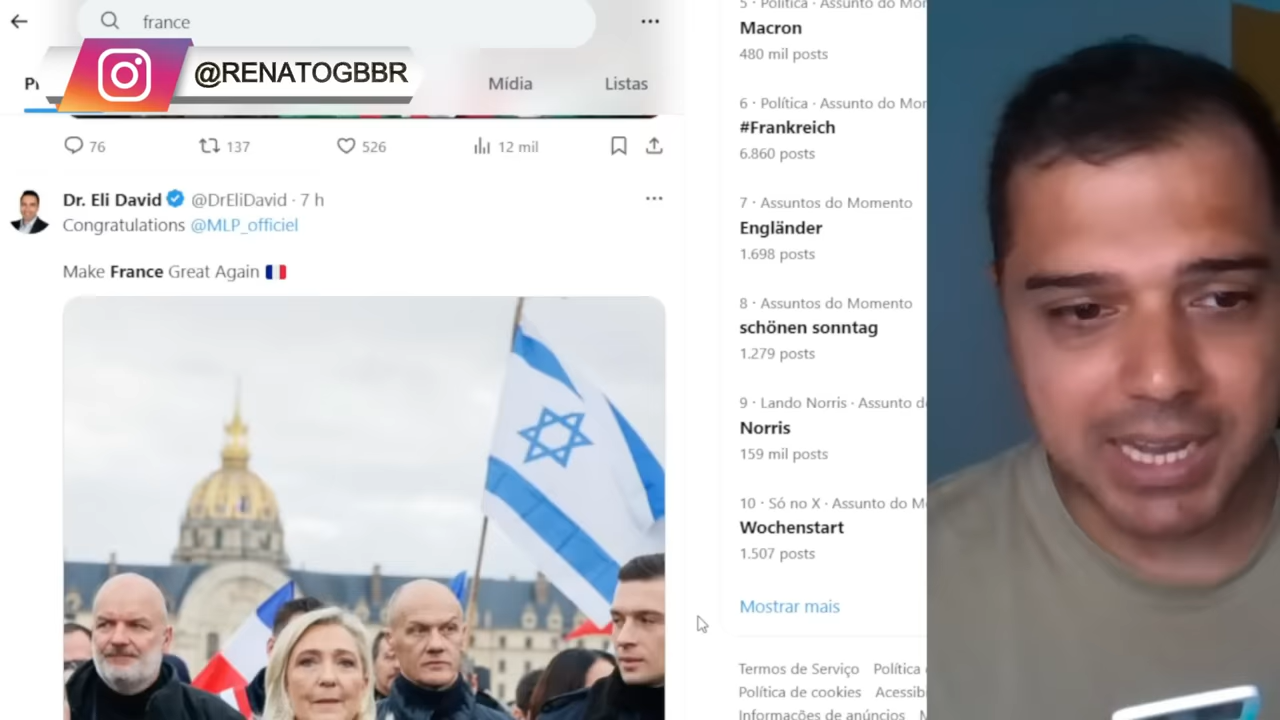 france
@RENATOGBBR
Mídia
Listas
76
137
526
12 mil
Dr. Eli David @DrEliDavid · 7 h
Congratulations @MLP_officiel
Make France Great Again
5 · Política · Assunto do Mor
Macron
480 mil posts
6 · Política · Assunto do Mor
#Frankreich
6.860 posts
7 · Assuntos do Momento
Engländer
1.698 posts
8 · Assuntos do Momento
schönen sonntag
1.279 posts
9 · Lando Norris · Assunto d
Norris
159 mil posts
10 · Só no X · Assunto do M
Wochenstart
1.507 posts
Mostrar mais
Termos de Serviço Política
Política de cookies Acessib
Informações de anúncios